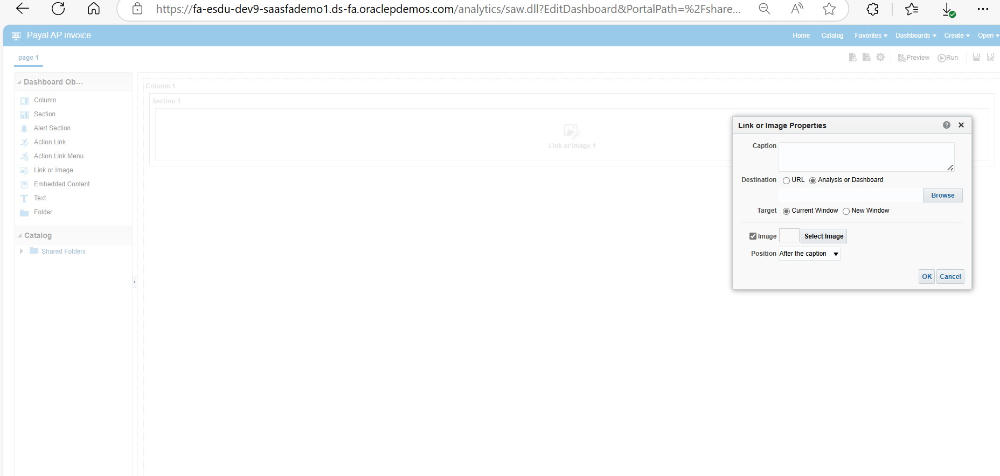 https://fa-esdu-dev9-saasfademo1.ds-fa.oraclepdemos.com/analytics/saw.dll?EditDashboard&PortalPath=%2Fshare...
Payal AP invoice
Home Catalog Favorites Dashboards Create Open
page 1
Preview Run
Dashboard Ob...
Column
Section
Alert Section
Action Link
Action Link Menu
Link or Image
Embedded Content
Text
Folder
Catalog
Shared Folders
Column 1
Section 1
Link or Image 1
Link or Image Properties
Caption
Destination URL Analysis or Dashboard
Browse
Target Current Window New Window
Image Select Image
Position After the caption
OK Cancel